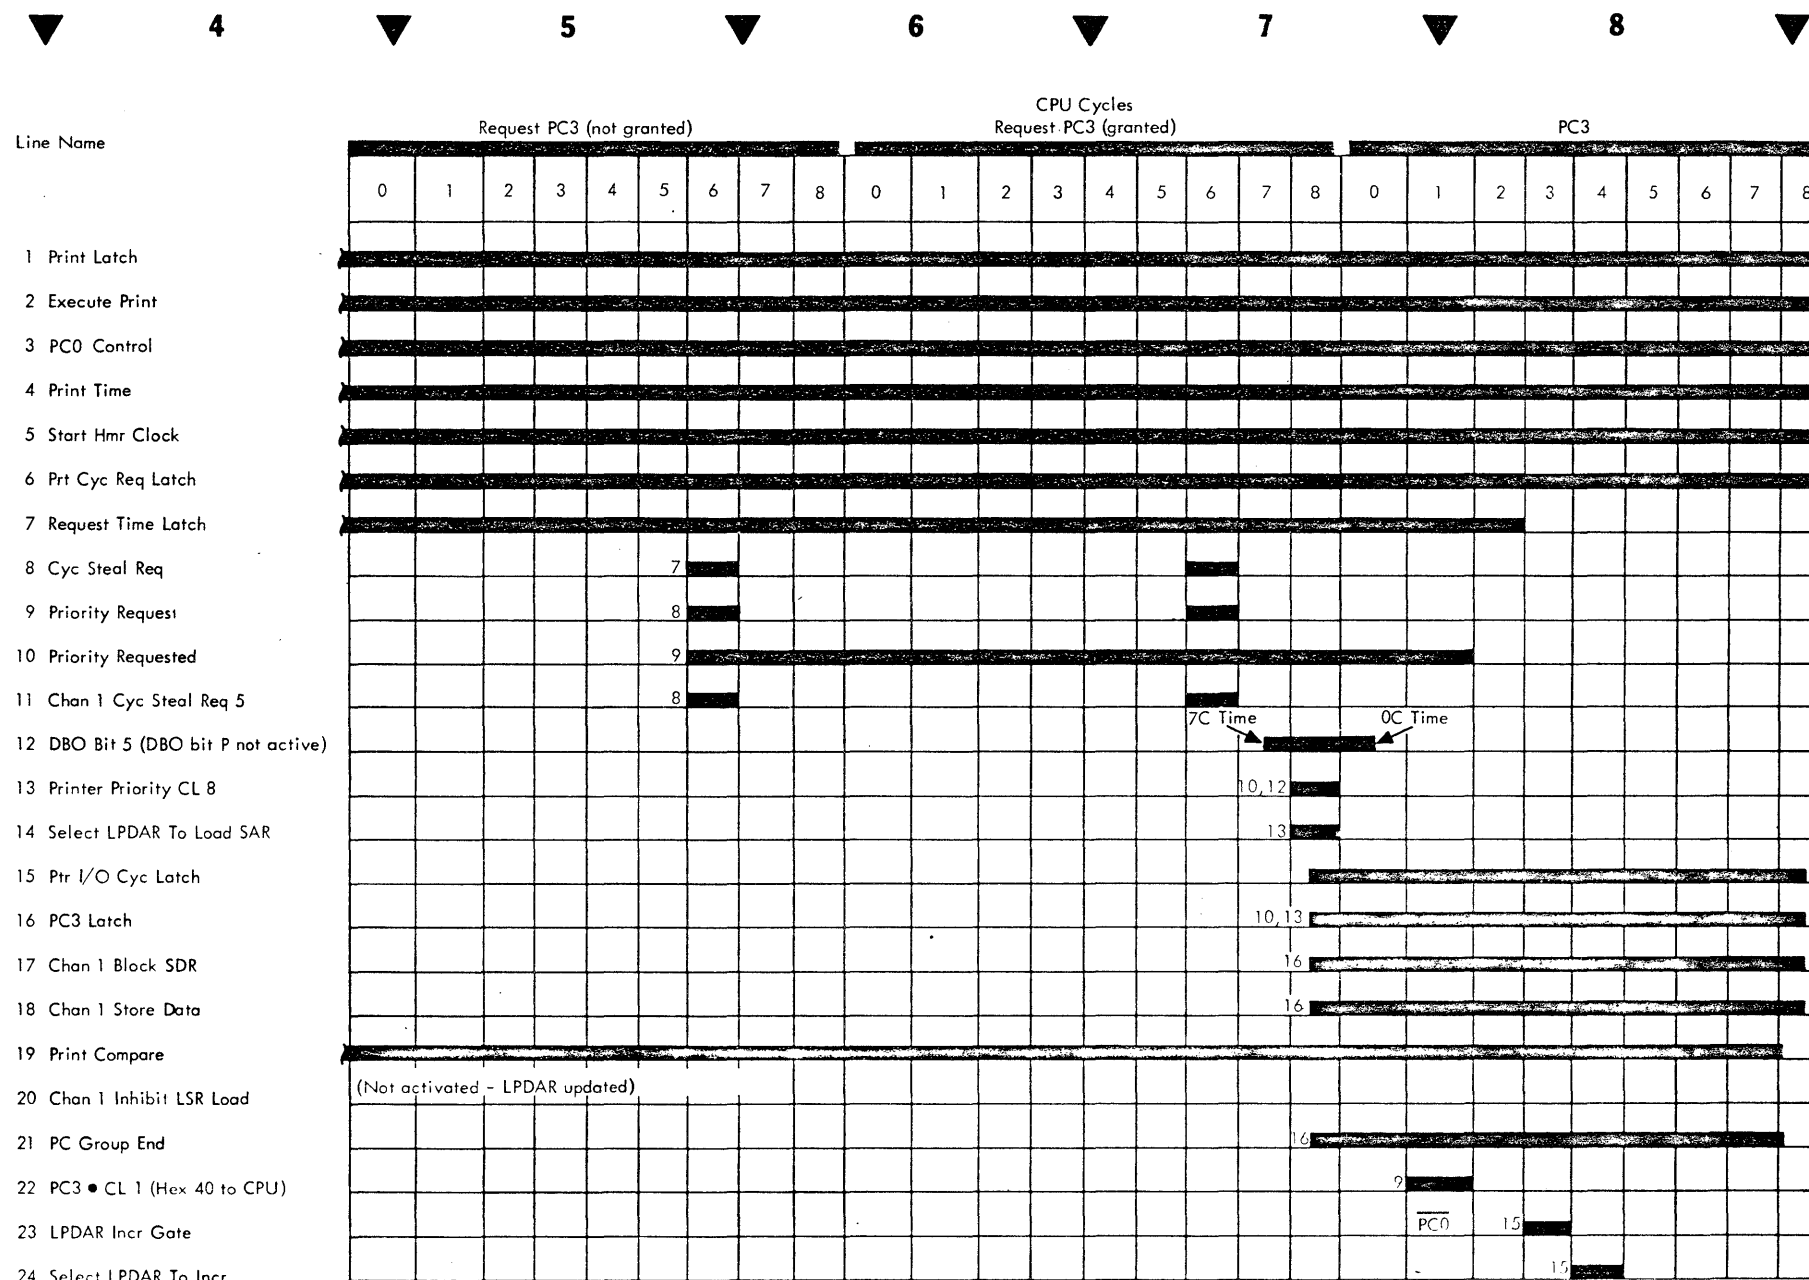 4 5 6 7 8
CPU Cycles
Line Name Request PC3 (not granted) Request PC3 (granted) PC3
0 1 2 3 4 5 6 7 8 0 1 2 3 4 5 6 7 8 0 1 2 3 4 5 6 7 8
1 Print Latch
2 Execute Print
3 PC0 Control
4 Print Time
5 Start Hmr Clock
6 Prt Cyc Req Latch
7 Request Time Latch
8 Cyc Steal Req 7
9 Priority Request 8
10 Priority Requested 9
11 Chan 1 Cyc Steal Req 5 8
7C Time 0C Time
12 DBO Bit 5 (DBO bit P not active)
13 Printer Priority CL 8 10,12
14 Select LPDAR To Load SAR 13
15 Ptr I/O Cyc Latch
16 PC3 Latch 10,13
17 Chan 1 Block SDR 16
18 Chan 1 Store Data 16
19 Print Compare
(Not activated - LPDAR updated)
20 Chan 1 Inhibit LSR Load
21 PC Group End 16
22 PC3 • CL 1 (Hex 40 to CPU) 9
23 LPDAR Incr Gate PC0 15
24 Select LPDAR To Incr 15